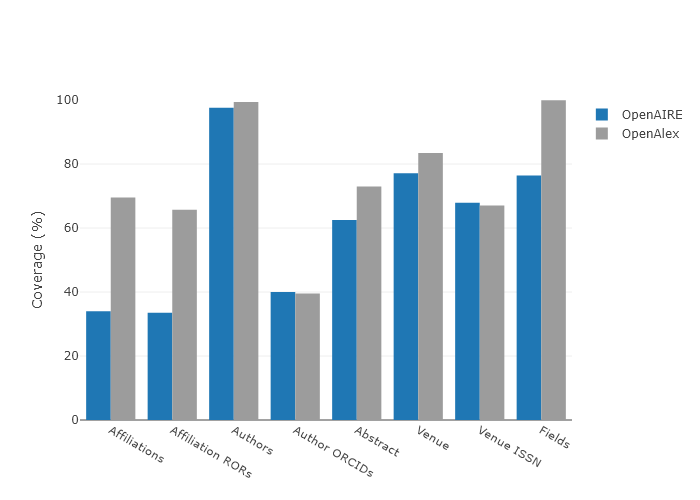 100
80
60
40
20
0
Coverage (%)
Affiliations
Affiliation RORs
Authors
Author ORCIDs
Abstract
Venue
Venue ISSN
Fields
OpenAIRE
OpenAlex